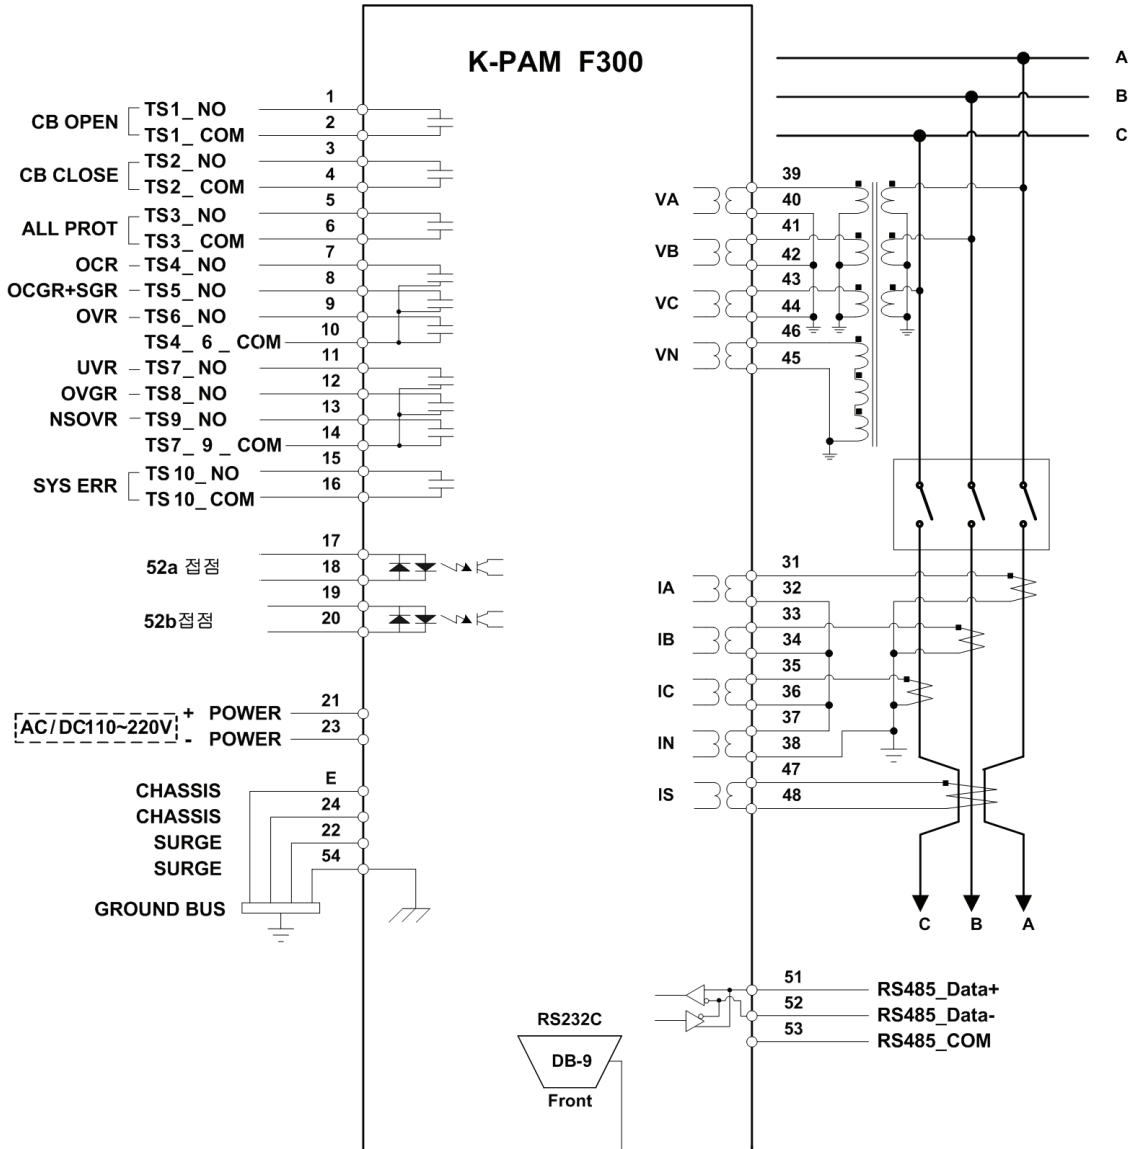 K-PAM F300
CB OPEN
TS1_NO 1
TS1_COM 2
CB CLOSE
TS2_NO 3
TS2_COM 4
ALL PROT
TS3_NO 5
TS3_COM 6
OCR - TS4_NO 7
OCGR+SGR - TS5_NO 8
OVR - TS6_NO 9
TS4_6_COM 10
UVR - TS7_NO 11
OVGR - TS8_NO 12
NSOVR - TS9_NO 13
TS7_9_COM 14
SYS ERR
TS10_NO 15
TS10_COM 16
52a 접점
17
18
52b접점
19
20
AC/DC110~220V
+ POWER 21
- POWER 23
CHASSIS E
CHASSIS 24
SURGE 22
SURGE 54
GROUND BUS
A
B
C
VA 39
40
VB 41
42
VC 43
44
VN 46
45
IA 31
32
IB 33
34
IC 35
36
IN 37
38
IS 47
48
C B A
51 RS485_Data+
52 RS485_Data-
53 RS485_COM
RS232C
DB-9
Front